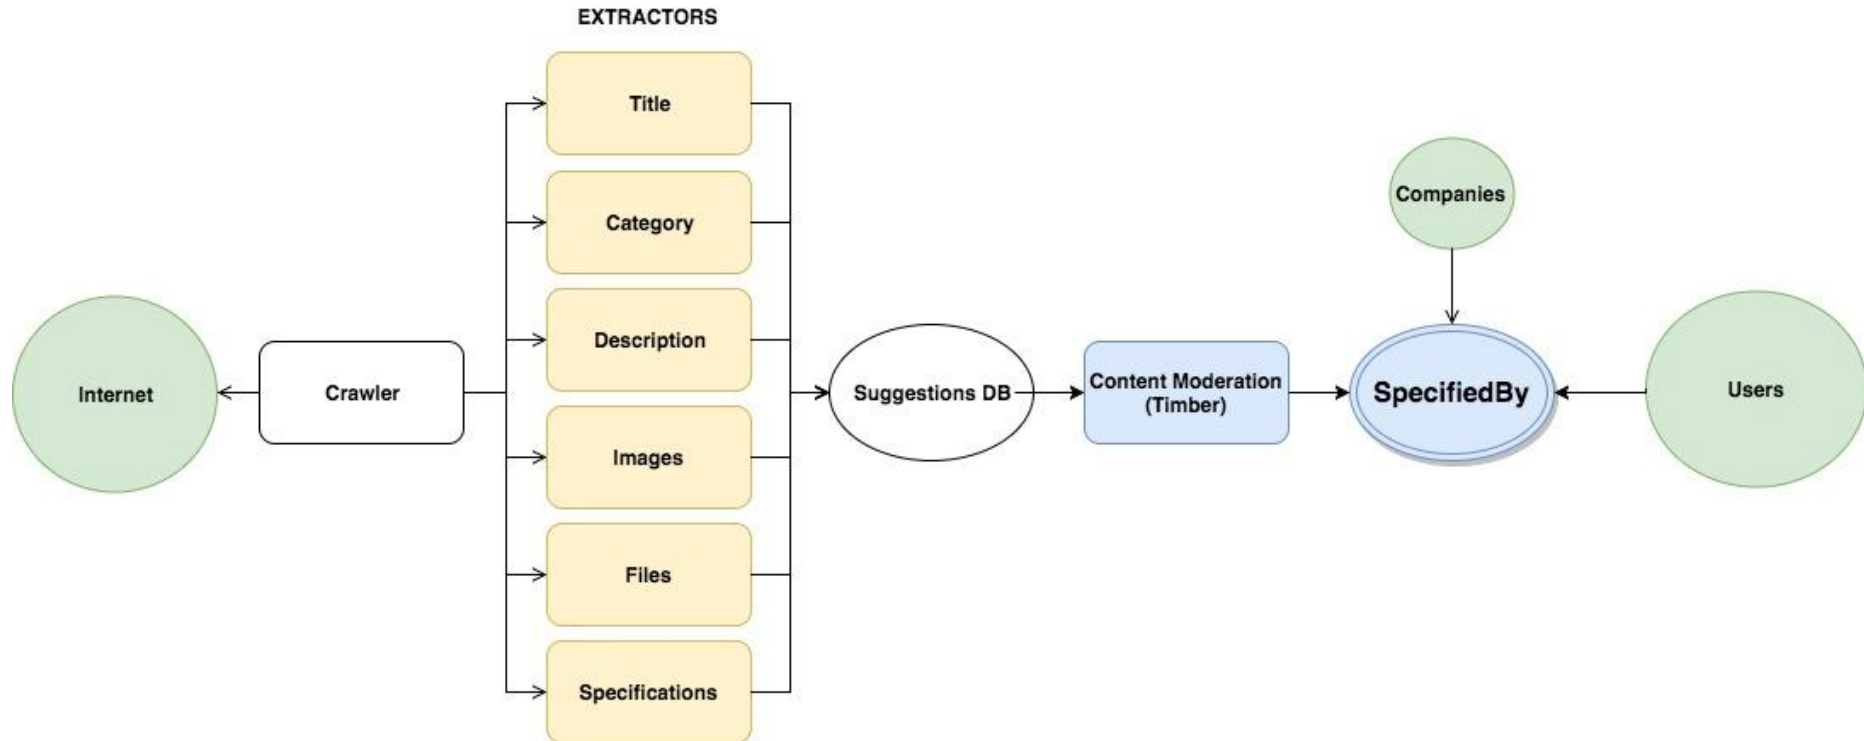 EXTRACTORS
Title
Category
Description
Images
Files
Specifications
Internet
Crawler
Suggestions DB
Content Moderation
(Timber)
Companies
SpecifiedBy
Users